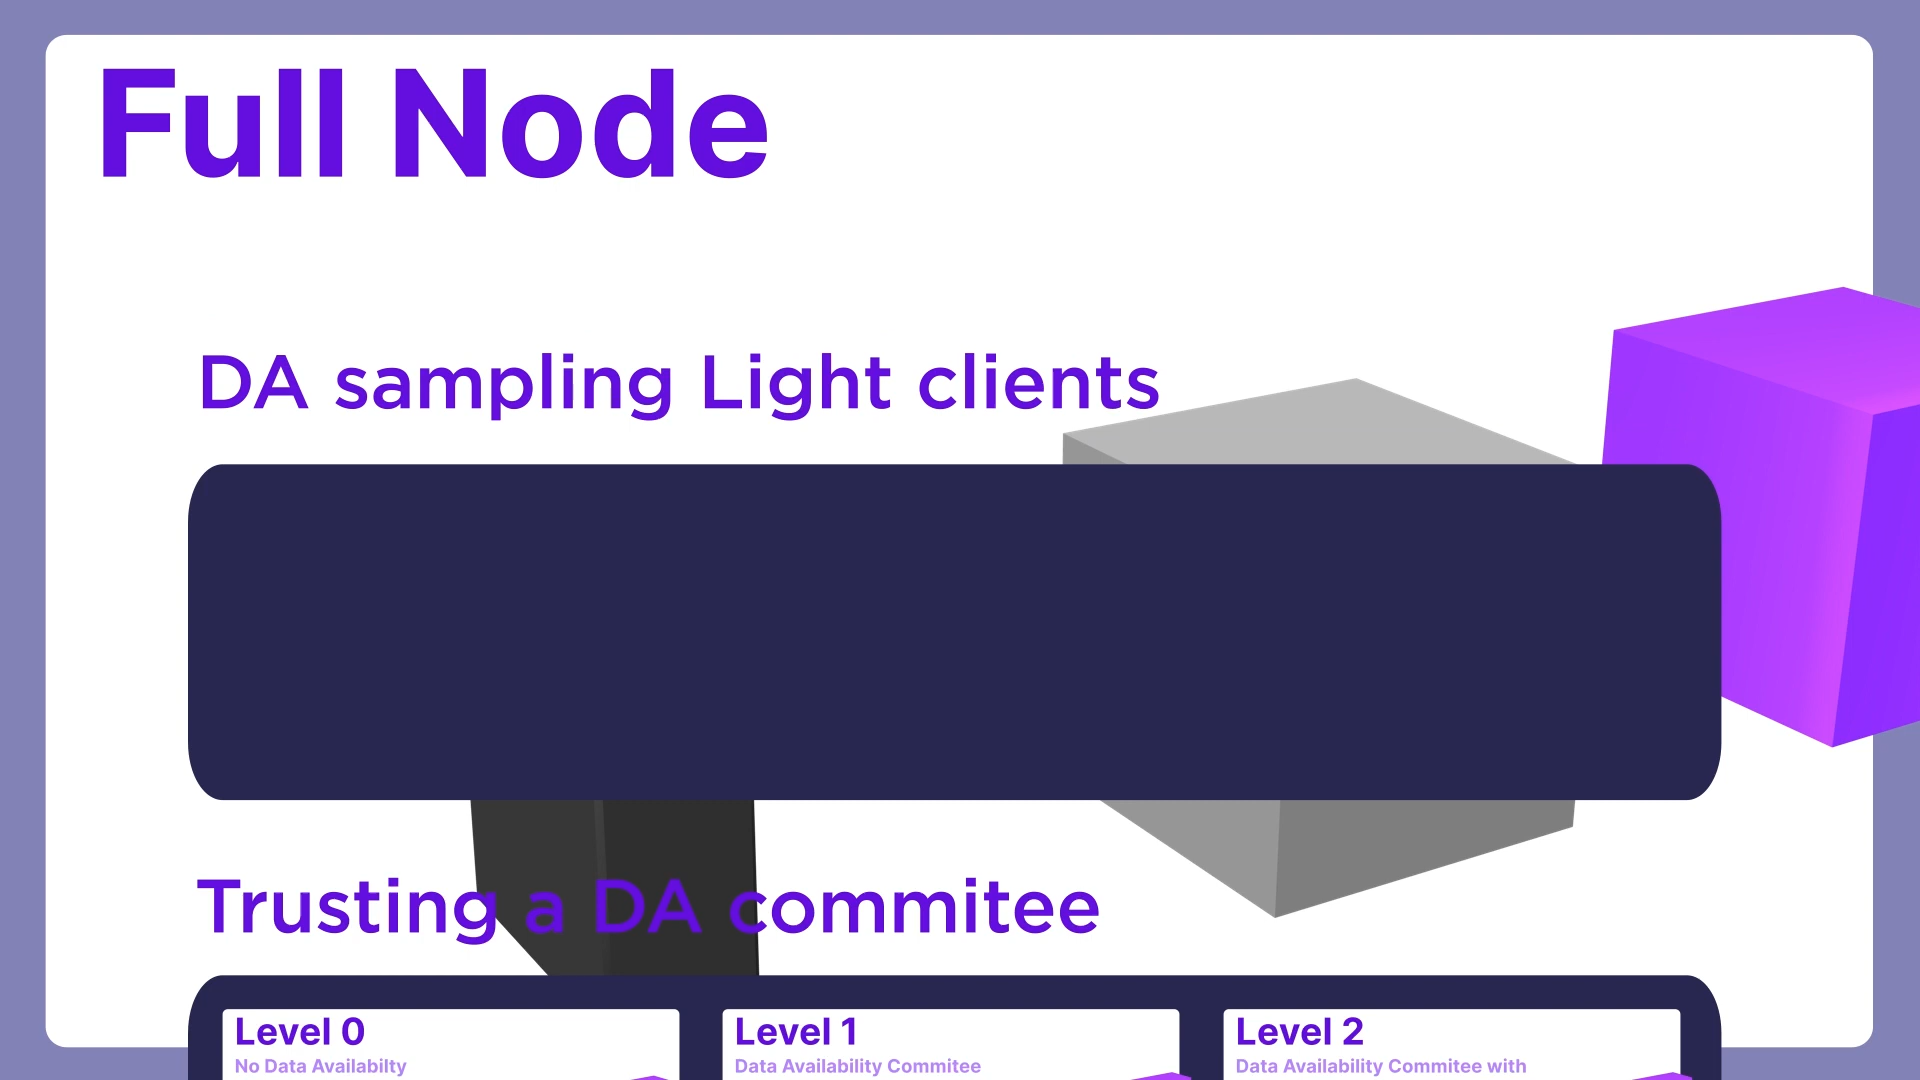 Full Node
DA sampling Light clients
Trusting a DA commitee
Level 0
No Data Availabilty
Level 1
Data Availability Commitee
Level 2
Data Availability Commitee with